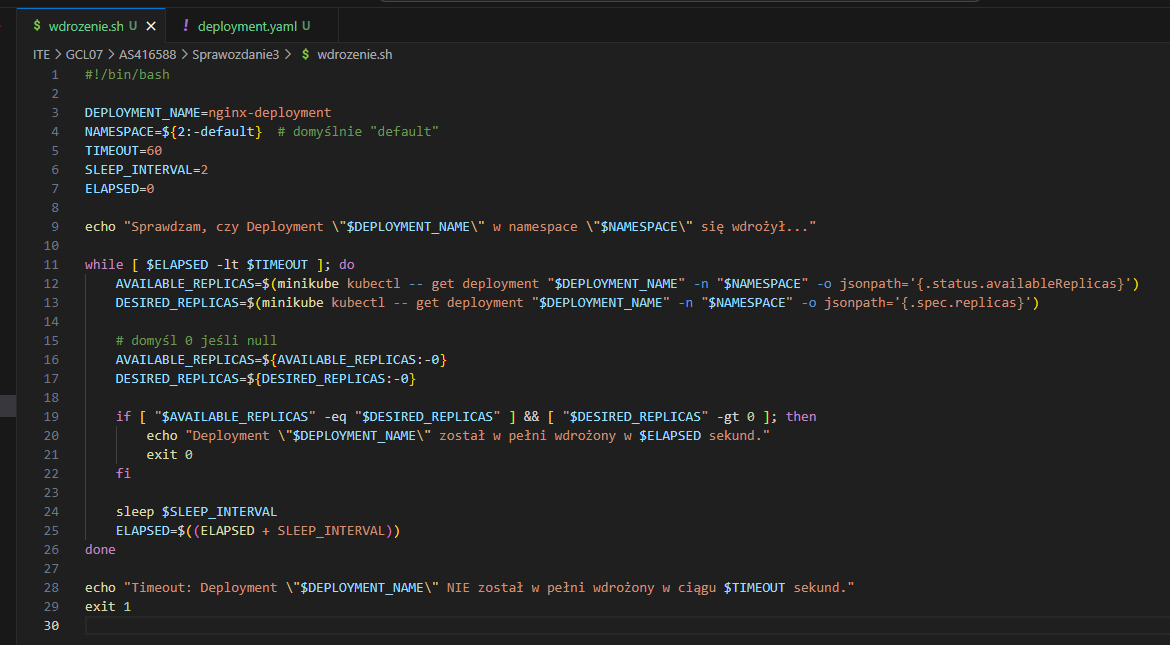 $ wdrozenie.sh U × ! deployment.yaml U
ITE > GCL07 > AS416588 > Sprawozdanie3 > $ wdrozenie.sh
1 #!/bin/bash
2
3 DEPLOYMENT_NAME=nginx-deployment
4 NAMESPACE=${2:-default}  # domyślnie "default"
5 TIMEOUT=60
6 SLEEP_INTERVAL=2
7 ELAPSED=0
8
9 echo "Sprawdzam, czy Deployment \"$DEPLOYMENT_NAME\" w namespace \"$NAMESPACE\" się wdrożył..."
10
11 while [ $ELAPSED -lt $TIMEOUT ]; do
12     AVAILABLE_REPLICAS=$(minikube kubectl -- get deployment "$DEPLOYMENT_NAME" -n "$NAMESPACE" -o jsonpath='{.status.availableReplicas}')
13     DESIRED_REPLICAS=$(minikube kubectl -- get deployment "$DEPLOYMENT_NAME" -n "$NAMESPACE" -o jsonpath='{.spec.replicas}')
14
15     # domyśl 0 jeśli null
16     AVAILABLE_REPLICAS=${AVAILABLE_REPLICAS:-0}
17     DESIRED_REPLICAS=${DESIRED_REPLICAS:-0}
18
19     if [ "$AVAILABLE_REPLICAS" -eq "$DESIRED_REPLICAS" ] && [ "$DESIRED_REPLICAS" -gt 0 ]; then
20         echo "Deployment \"$DEPLOYMENT_NAME\" został w pełni wdrożony w $ELAPSED sekund."
21         exit 0
22     fi
23
24     sleep $SLEEP_INTERVAL
25     ELAPSED=$((ELAPSED + SLEEP_INTERVAL))
26 done
27
28 echo "Timeout: Deployment \"$DEPLOYMENT_NAME\" NIE został w pełni wdrożony w ciągu $TIMEOUT sekund."
29 exit 1
30